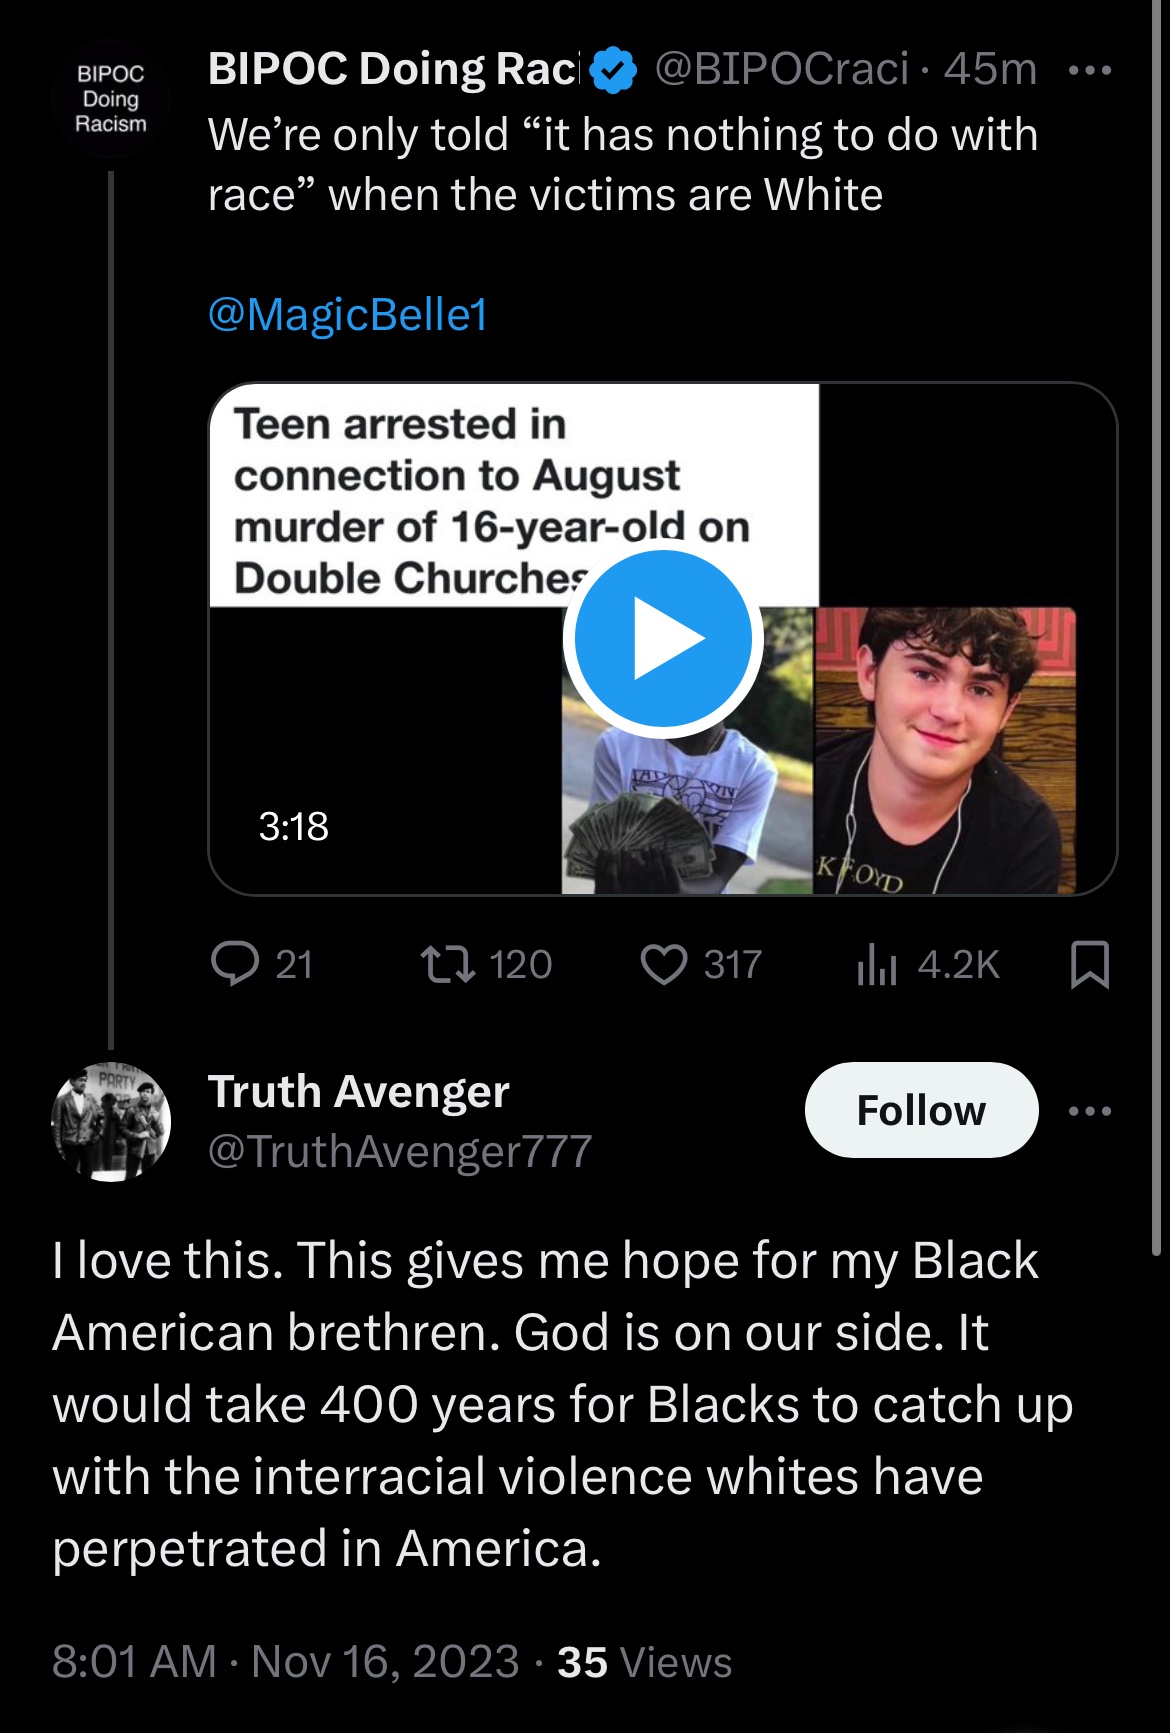 BIPOC
Doing
Racism
BIPOC Doing Raci @BIPOCraci · 45m
We're only told “it has nothing to do with
race” when the victims are White
@MagicBelle1
Teen arrested in
connection to August
murder of 16-year-old on
Double Churches
3:18
21 120 317 4.2K
PARTY
Truth Avenger
@TruthAvenger777
Follow
I love this. This gives me hope for my Black
American brethren. God is on our side. It
would take 400 years for Blacks to catch up
with the interracial violence whites have
perpetrated in America.
8:01 AM · Nov 16, 2023 · 35 Views